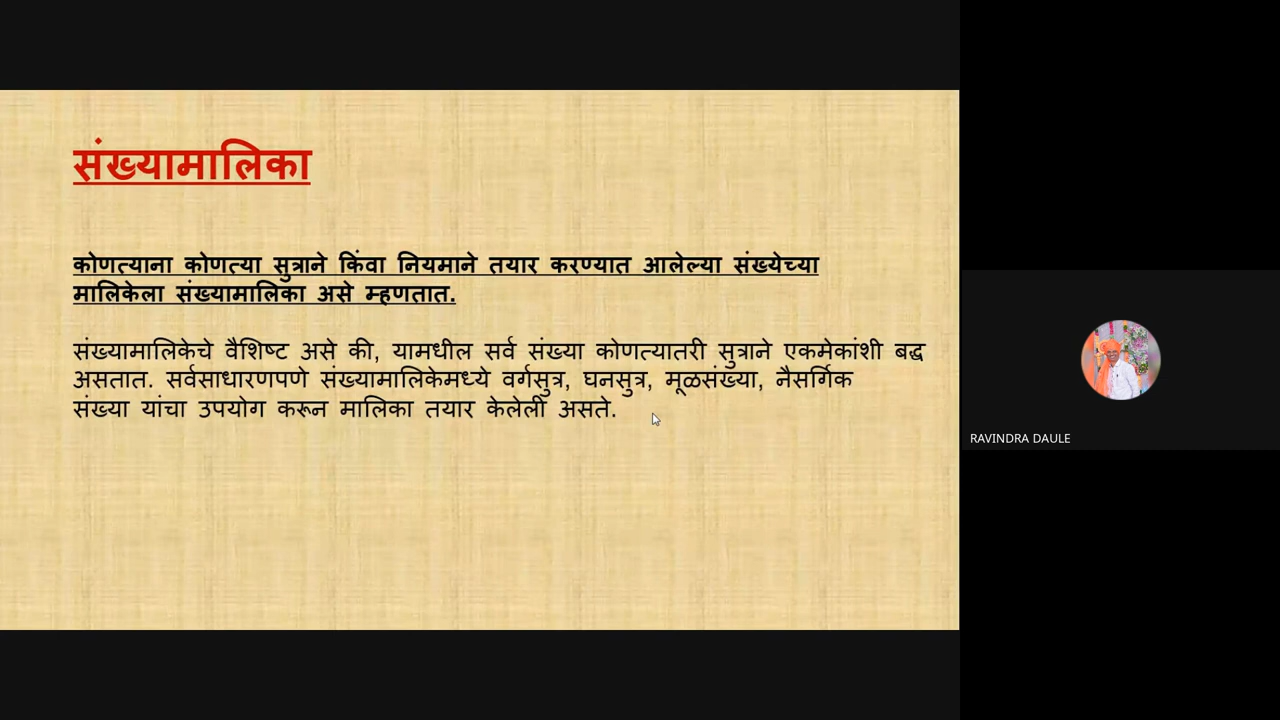 संख्यामालिका
कोणत्याना कोणत्या सुत्राने किंवा नियमाने तयार करण्यात आलेल्या संख्येच्या
मालिकेला संख्यामालिका असे म्हणतात.
संख्यामालिकेचे वैशिष्ट असे की, यामधील सर्व संख्या कोणत्यातरी सुत्राने एकमेकांशी बद्ध
असतात. सर्वसाधारणपणे संख्यामालिकेमध्ये वर्गसुत्र, घनसुत्र, मूळसंख्या, नैसर्गिक
संख्या यांचा उपयोग करून मालिका तयार केलेली असते.
RAVINDRA DAULE